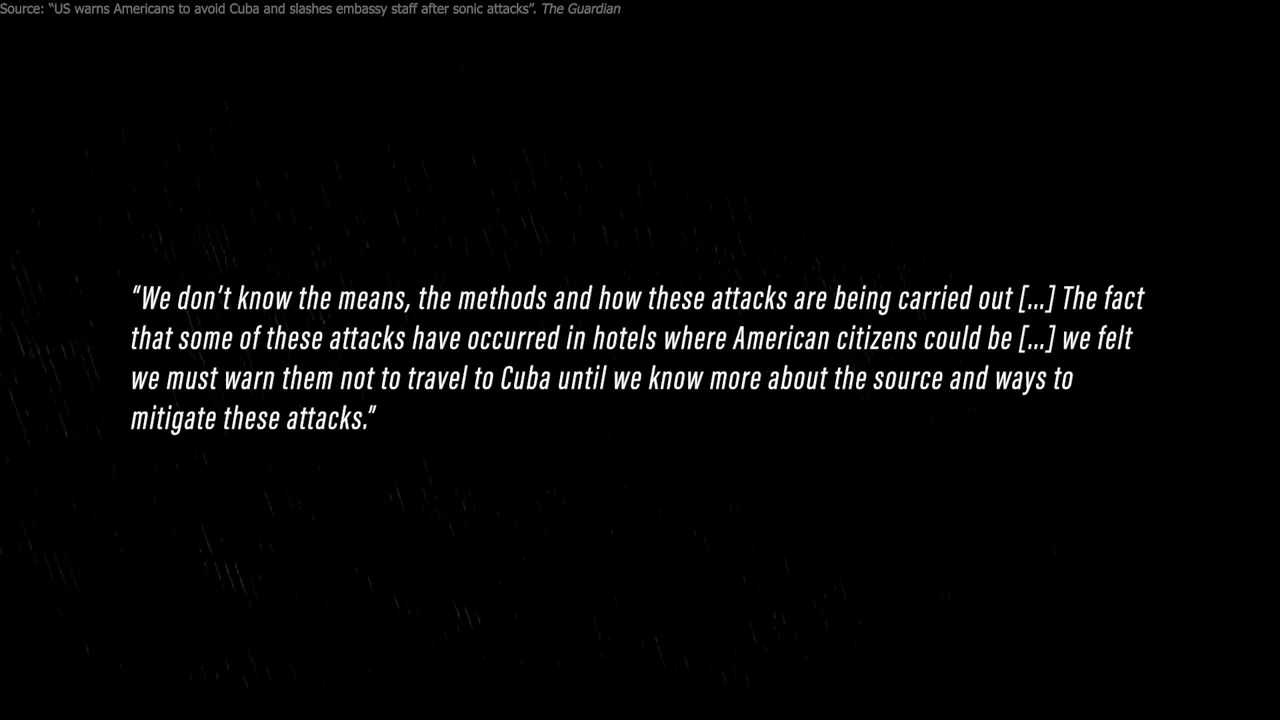 Source: “US warns Americans to avoid Cuba and slashes embassy staff after sonic attacks”. The Guardian
“We don’t know the means, the methods and how these attacks are being carried out [...] The fact
that some of these attacks have occurred in hotels where American citizens could be [...] we felt
we must warn them not to travel to Cuba until we know more about the source and ways to
mitigate these attacks.”